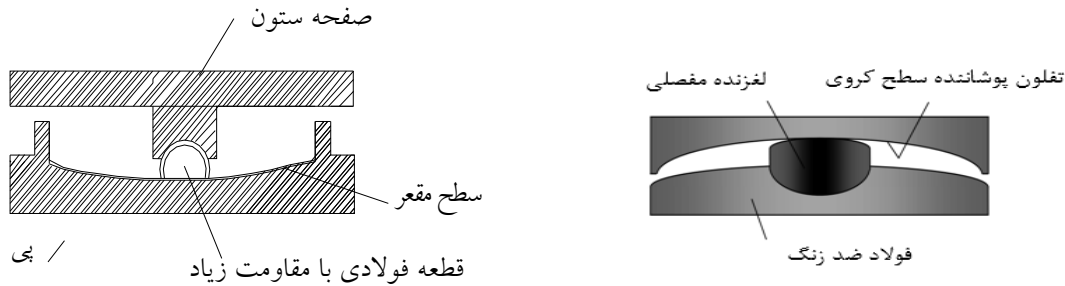 صفحه ستون
سطح مقعر
پی
قطعه فولادی با مقاومت زیاد
تفلون پوشاننده سطح کروی
لغزنده مفصلی
فولاد ضد زنگ